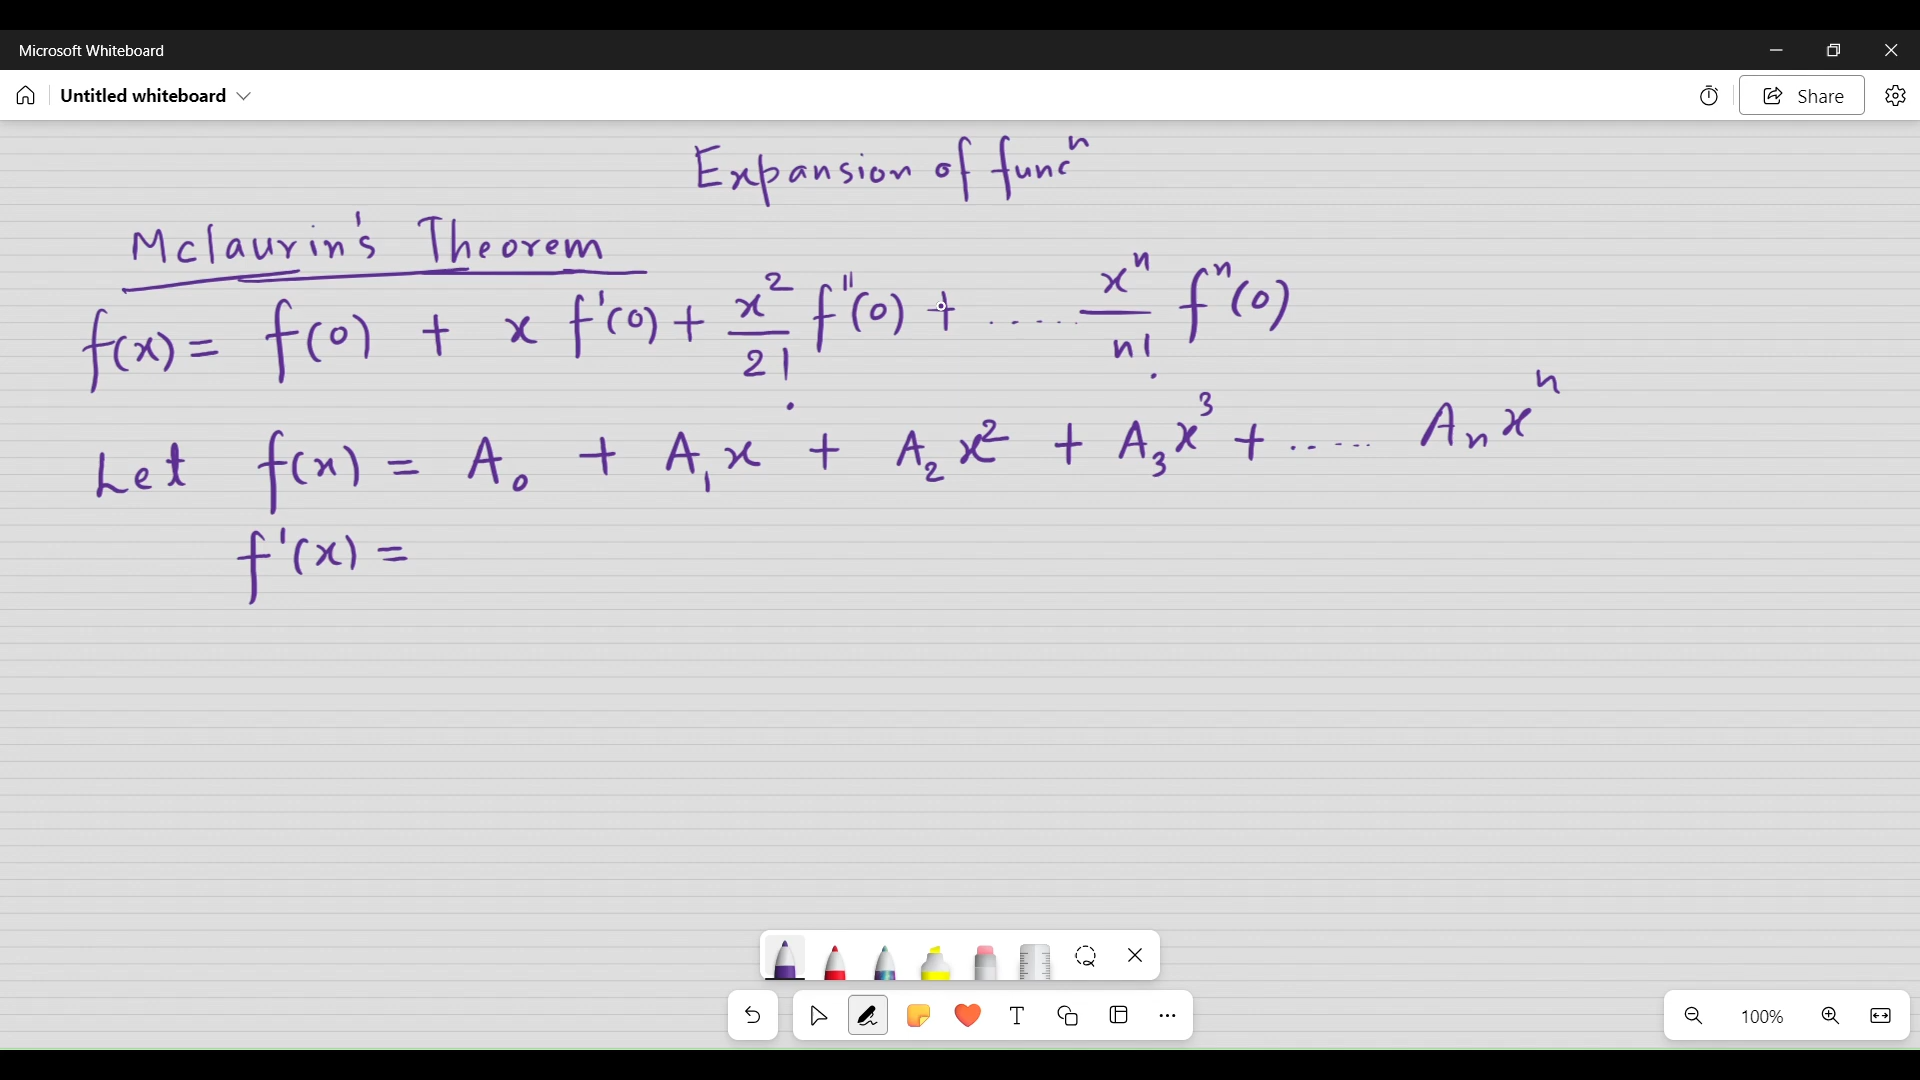 Microsoft Whiteboard
Untitled whiteboard
Share
Expansion of funcⁿ
Mclaurin's Theorem
f(x) = f(0) + x f'(0) + x²/2! f''(0) + ...... xⁿ/n! fⁿ(0)
Let f(x) = A₀ + A₁x + A₂x² + A₃x³ + ...... Aₙxⁿ
f'(x) =
100%